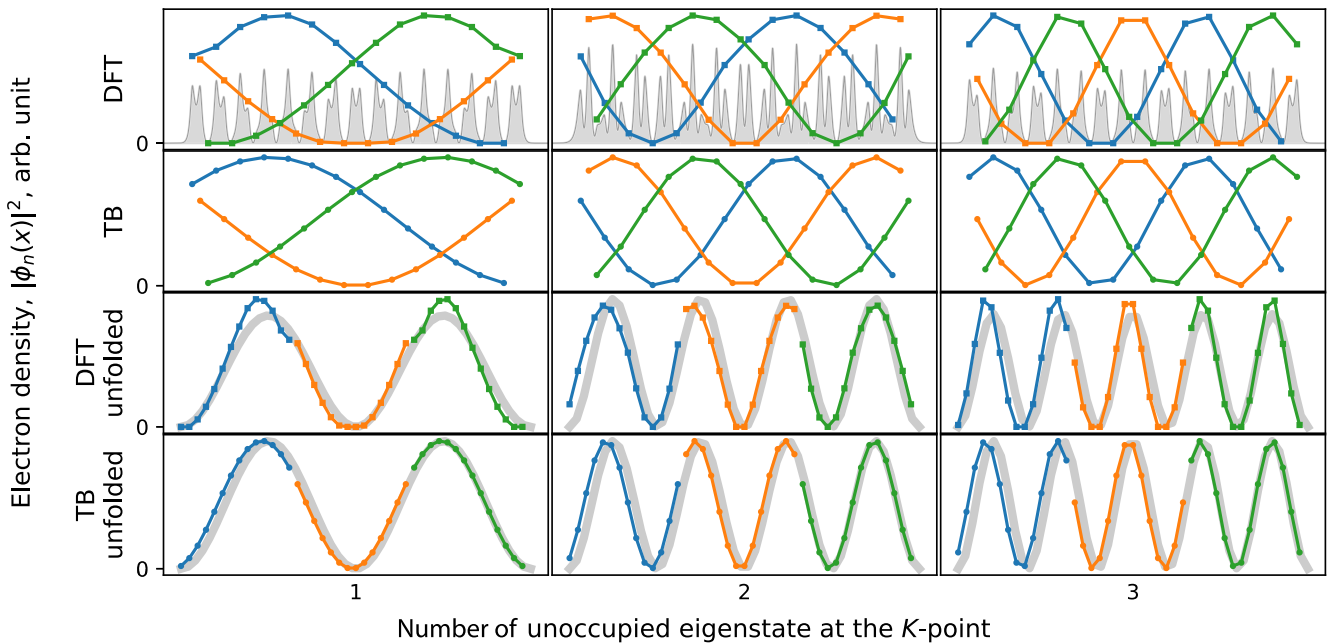 Electron density, |ϕₙ(x)|², arb. unit
DFT
0
TB
0
DFT
unfolded
0
TB
unfolded
0
1
2
3
Number of unoccupied eigenstate at the K-point